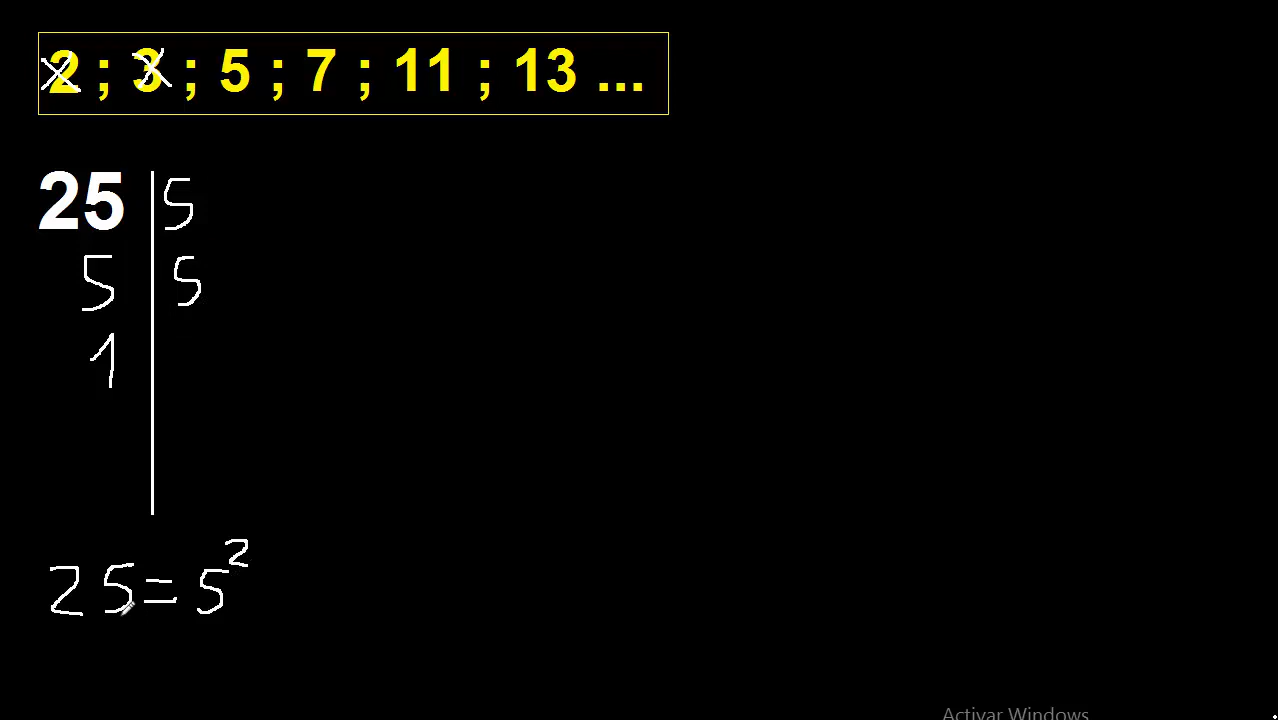 2 ; 3 ; 5 ; 7 ; 11 ; 13 ...
25 5
5 5
1
25=5²
Activar Windows